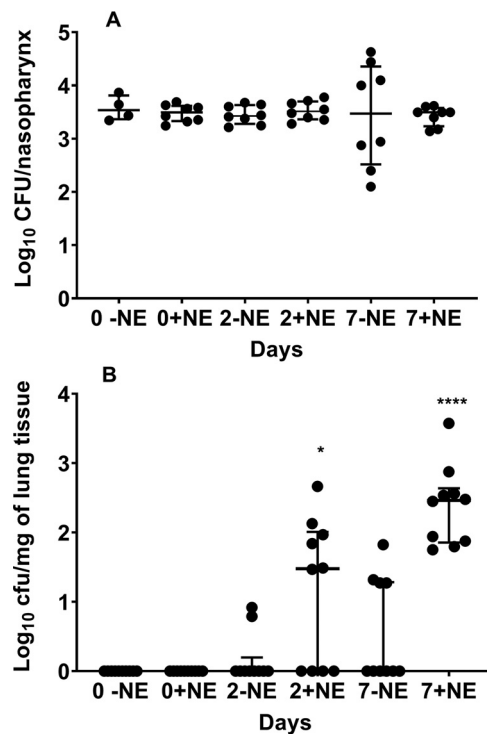 A
Log10 CFU/nasopharynx
5
4
3
2
1
0
0 -NE 0+NE 2-NE 2+NE 7-NE 7+NE
Days
B
Log10 cfu/mg of lung tissue
4
3
2
1
0
*
****
0 -NE 0+NE 2-NE 2+NE 7-NE 7+NE
Days